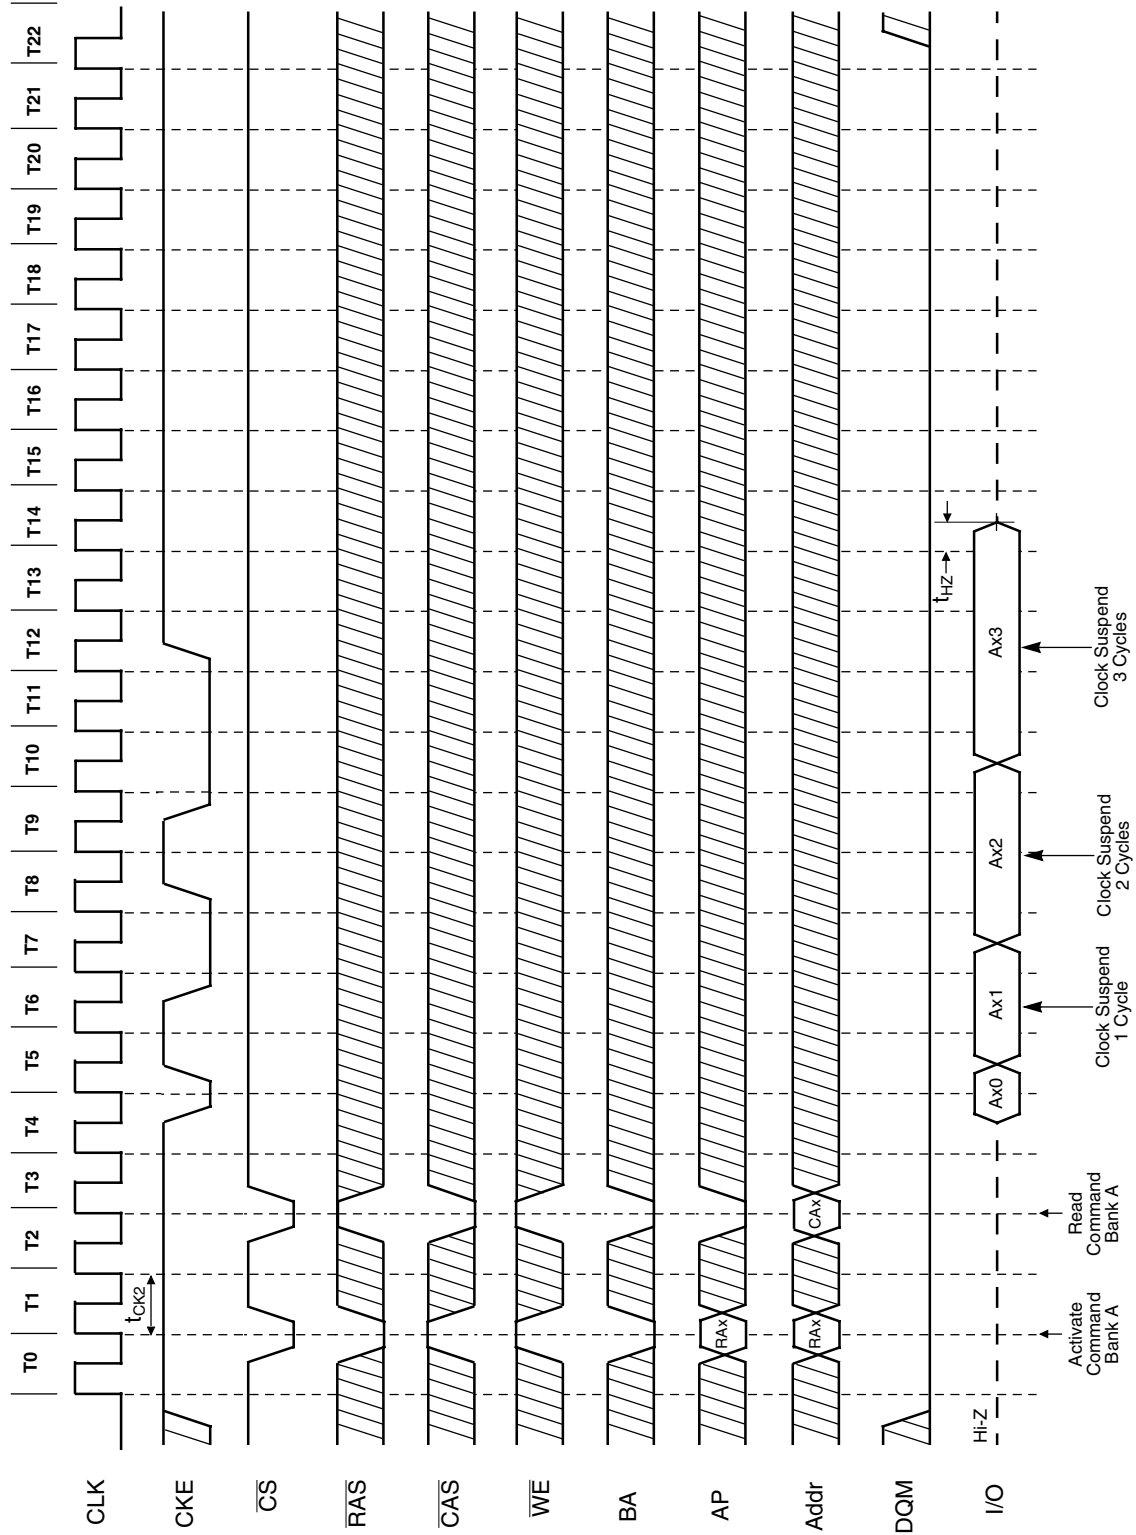 T0 T1 T2 T3 T4 T5 T6 T7 T8 T9 T10 T11 T12 T13 T14 T15 T16 T17 T18 T19 T20 T21 T22
CLK
tCK2
CKE
CS
RAS
CAS
WE
BA
AP
RAx
Addr
RAx CAx
DQM
tHZ
I/O
Hi-Z
Ax0 Ax1 Ax2 Ax3
Activate
Command
Bank A
Read
Command
Bank A
Clock Suspend
1 Cycle
Clock Suspend
2 Cycles
Clock Suspend
3 Cycles